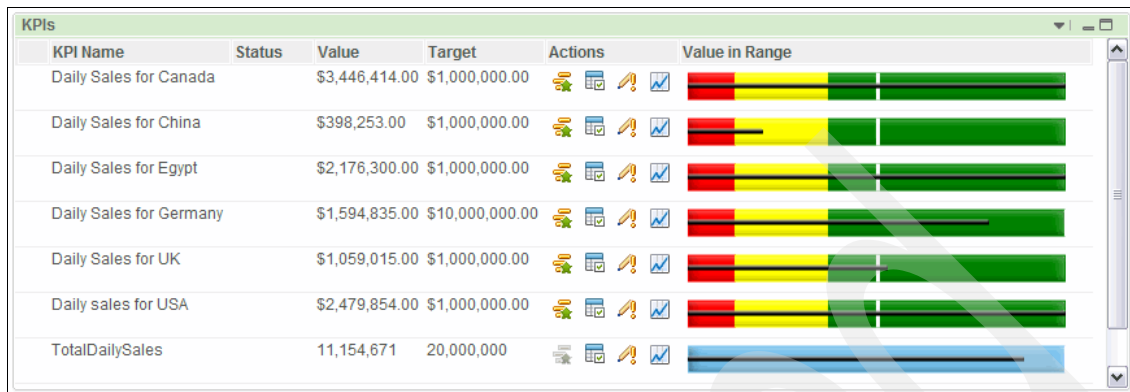 KPIs
KPI Name Status Value Target Actions Value in Range
Daily Sales for Canada $3,446,414.00 $1,000,000.00
Daily Sales for China $398,253.00 $1,000,000.00
Daily Sales for Egypt $2,176,300.00 $1,000,000.00
Daily Sales for Germany $1,594,835.00 $10,000,000.00
Daily Sales for UK $1,059,015.00 $1,000,000.00
Daily sales for USA $2,479,854.00 $1,000,000.00
TotalDailySales 11,154,671 20,000,000